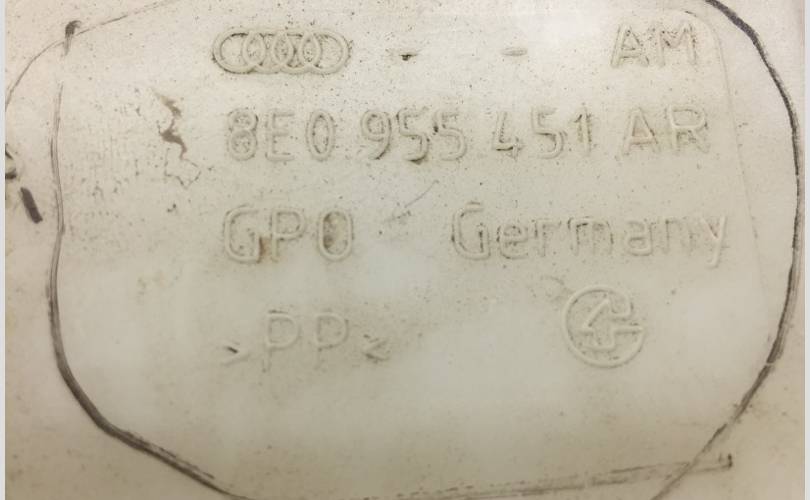 AM
8E0 955 451 AR
GPO Germany
>PP<